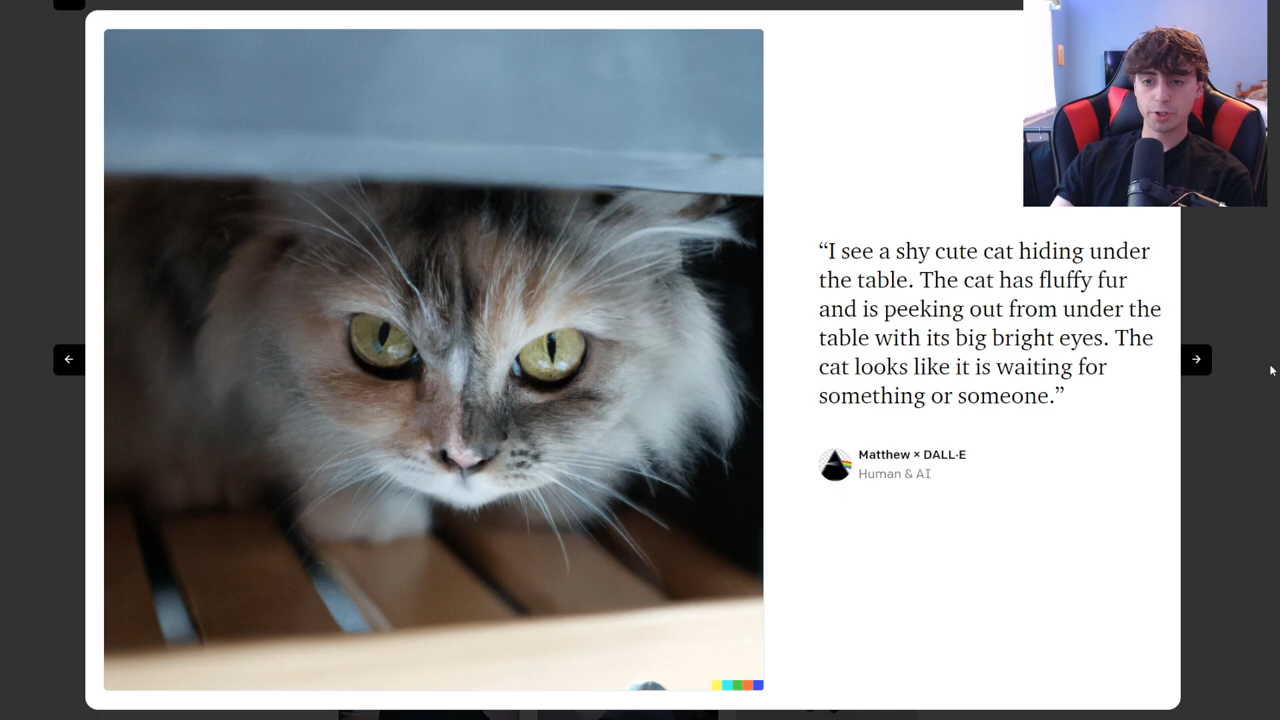 “I see a shy cute cat hiding under
the table. The cat has fluffy fur
and is peeking out from under the
table with its big bright eyes. The
cat looks like it is waiting for
something or someone.”
Matthew × DALL·E
Human & AI